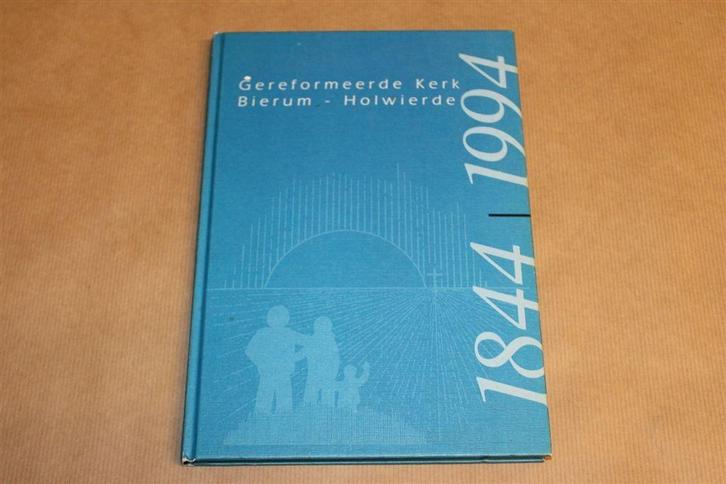 Gereformeerde Kerk
Bierum - Holwierde
1844 | 1994